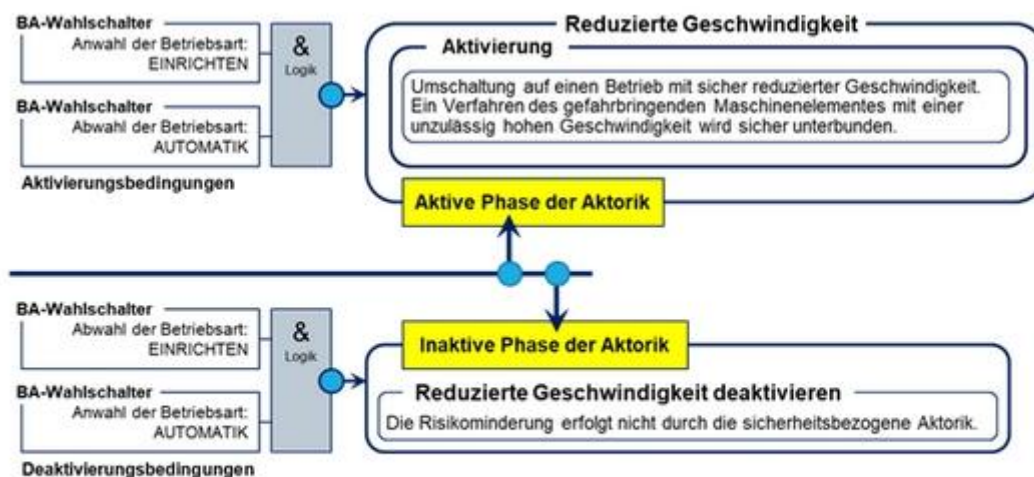 BA-Wahlschalter
Anwahl der Betriebsart:
EINRICHTEN
BA-Wahlschalter
Abwahl der Betriebsart:
AUTOMATIK
Aktivierungsbedingungen
&
Logik
Reduzierte Geschwindigkeit
Aktivierung
Umschaltung auf einen Betrieb mit sicher reduzierter Geschwindigkeit.
Ein Verfahren des gefahrbringenden Maschinenelementes mit einer
unzulässig hohen Geschwindigkeit wird sicher unterbunden.
Aktive Phase der Aktorik
BA-Wahlschalter
Abwahl der Betriebsart:
EINRICHTEN
BA-Wahlschalter
Anwahl der Betriebsart:
AUTOMATIK
Deaktivierungsbedingungen
&
Logik
Inaktive Phase der Aktorik
Reduzierte Geschwindigkeit deaktivieren
Die Risikominderung erfolgt nicht durch die sicherheitsbezogene Aktorik.